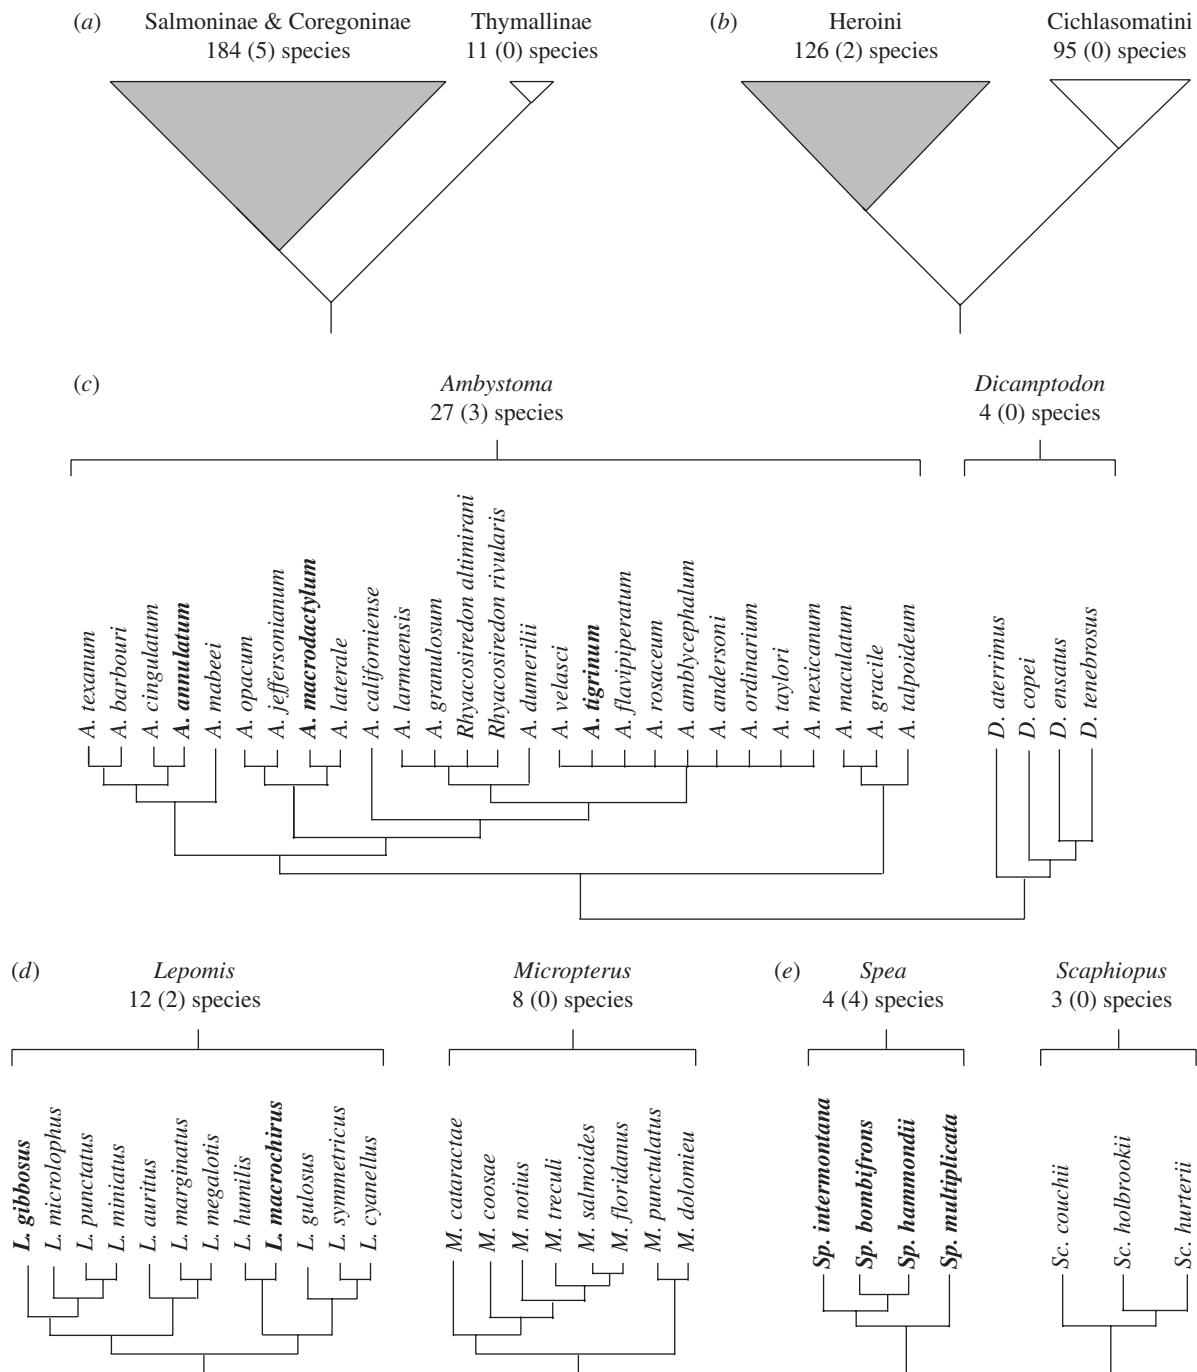 (a)
Salmoninae & Coregoninae
184 (5) species
Thymallinae
11 (0) species
(b)
Heroini
126 (2) species
Cichlasomatini
95 (0) species
(c)
Ambystoma
27 (3) species
Dicamptodon
4 (0) species
A. texanum
A. barbouri
A. cingulatum
A. annulatum
A. mabeei
A. opacum
A. jeffersonianum
A. macrodactylum
A. laterale
A. californiense
A. larmaensis
A. granulosum
Rhyacosiredon altimirani
Rhyacosiredon rivularis
A. dumerilii
A. velasci
A. tigrinum
A. flavipiperatum
A. rosaceum
A. amblycephalum
A. andersoni
A. ordinarium
A. taylori
A. mexicanum
A. maculatum
A. gracile
A. talpoideum
D. aterrimus
D. copei
D. ensatus
D. tenebrosus
(d)
Lepomis
12 (2) species
Micropterus
8 (0) species
L. gibbosus
L. microlophus
L. punctatus
L. miniatus
L. auritus
L. marginatus
L. megalotis
L. humilis
L. macrochirus
L. gulosus
L. symmetricus
L. cyanellus
M. cataractae
M. coosae
M. notius
M. treculi
M. salmoides
M. floridanus
M. punctulatus
M. dolomieu
(e)
Spea
4 (4) species
Scaphiopus
3 (0) species
Sp. intermontana
Sp. bombifrons
Sp. hammondii
Sp. multiplicata
Sc. couchii
Sc. holbrookii
Sc. hurterii